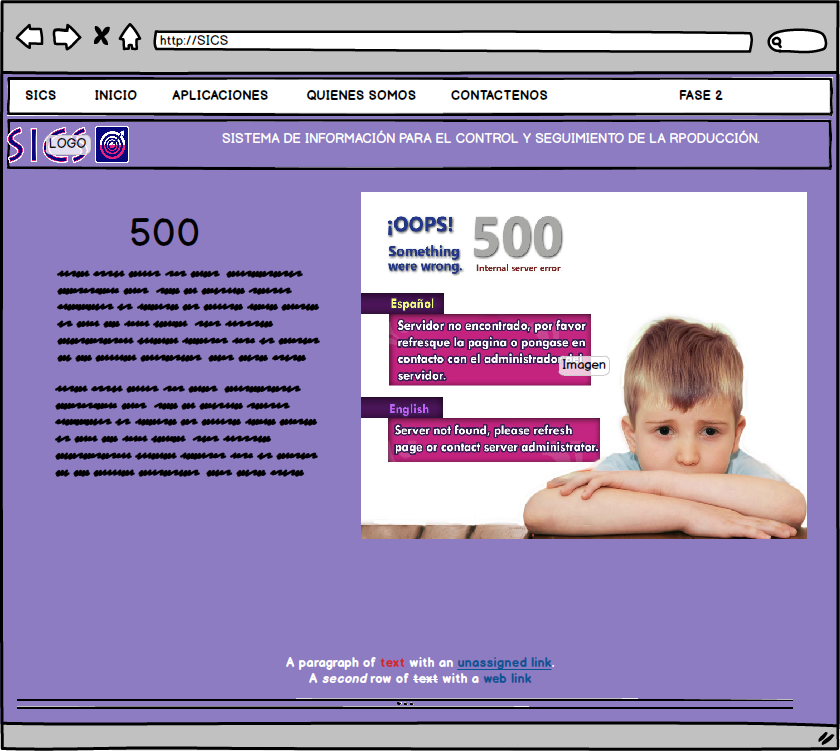 http://SICS
SICS INICIO APLICACIONES QUIENES SOMOS CONTACTENOS FASE 2
SICS LOGO
SISTEMA DE INFORMACIÓN PARA EL CONTROL Y SEGUIMIENTO DE LA RPODUCCIÓN.
500
¡OOPS!
Something
were wrong.
500
Internal server error
Español
Servidor no encontrado, por favor
refresque la pagina o pongase en
contacto con el administrador del
servidor.
Imagen
English
Server not found, please refresh
page or contact server administrator.
A paragraph of text with an unassigned link.
A second row of text with a web link